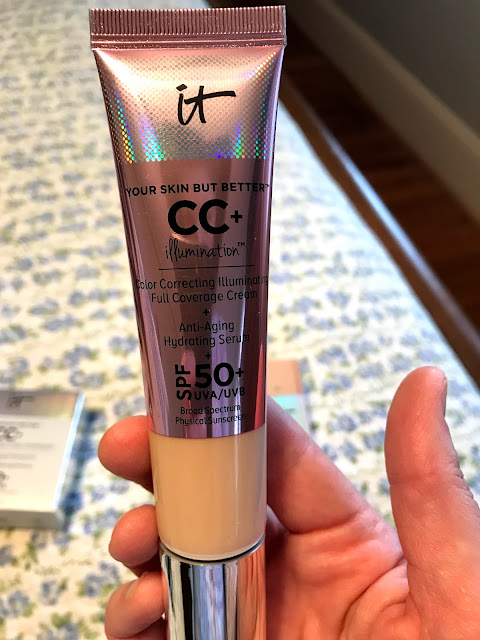 it
YOUR SKIN BUT BETTER™
CC+
illumination™
Color Correcting Illuminating
Full Coverage Cream
+
Anti-Aging
Hydrating Serum
+
SPF 50+
UVA/UVB
Broad Spectrum
Physical Sunscreen
CC+